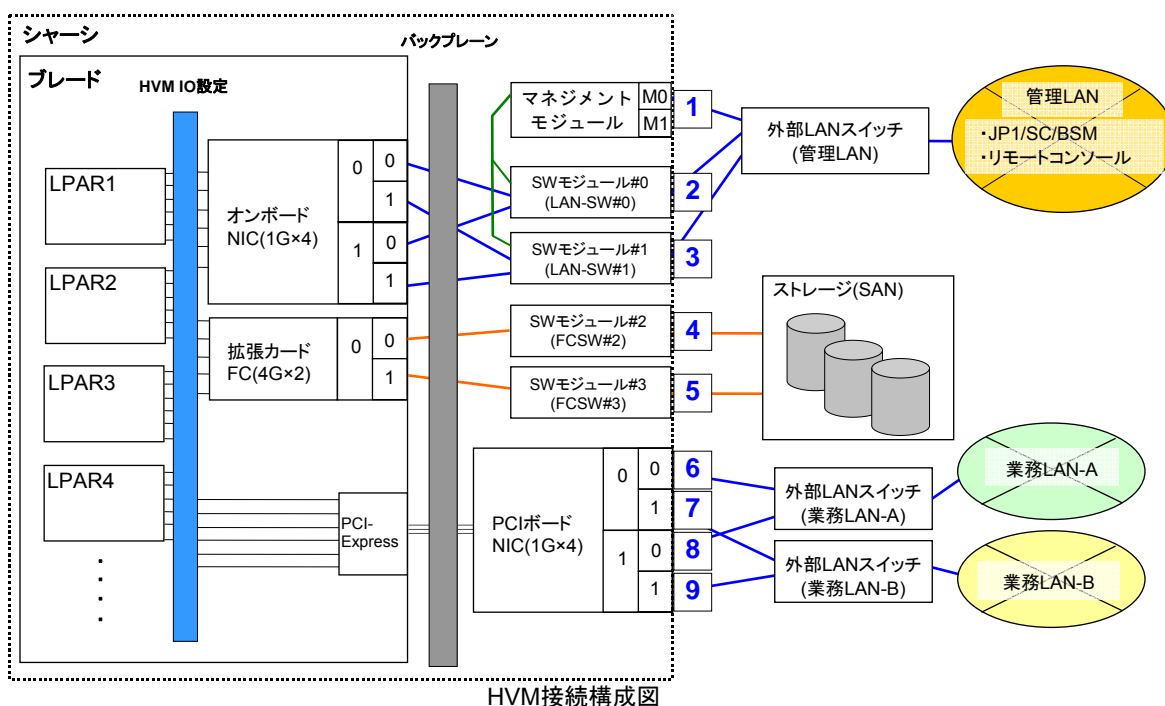 シャーシ
バックプレーン
ブレード
HVM IO設定
LPAR1
LPAR2
LPAR3
LPAR4
・
・
・
・
オンボード
NIC(1G×4)
0
0
1
1
0
1
拡張カード
FC(4G×2)
0
0
1
PCI-
Express
マネジメント
モジュール
M0
M1
1
SWモジュール#0
(LAN-SW#0)
2
SWモジュール#1
(LAN-SW#1)
3
SWモジュール#2
(FCSW#2)
4
SWモジュール#3
(FCSW#3)
5
PCIボード
NIC(1G×4)
0
0
1
1
0
1
6
7
8
9
外部LANスイッチ
(管理LAN)
管理LAN
・JP1/SC/BSM
・リモートコンソール
ストレージ(SAN)
外部LANスイッチ
(業務LAN-A)
業務LAN-A
外部LANスイッチ
(業務LAN-B)
業務LAN-B
HVM接続構成図